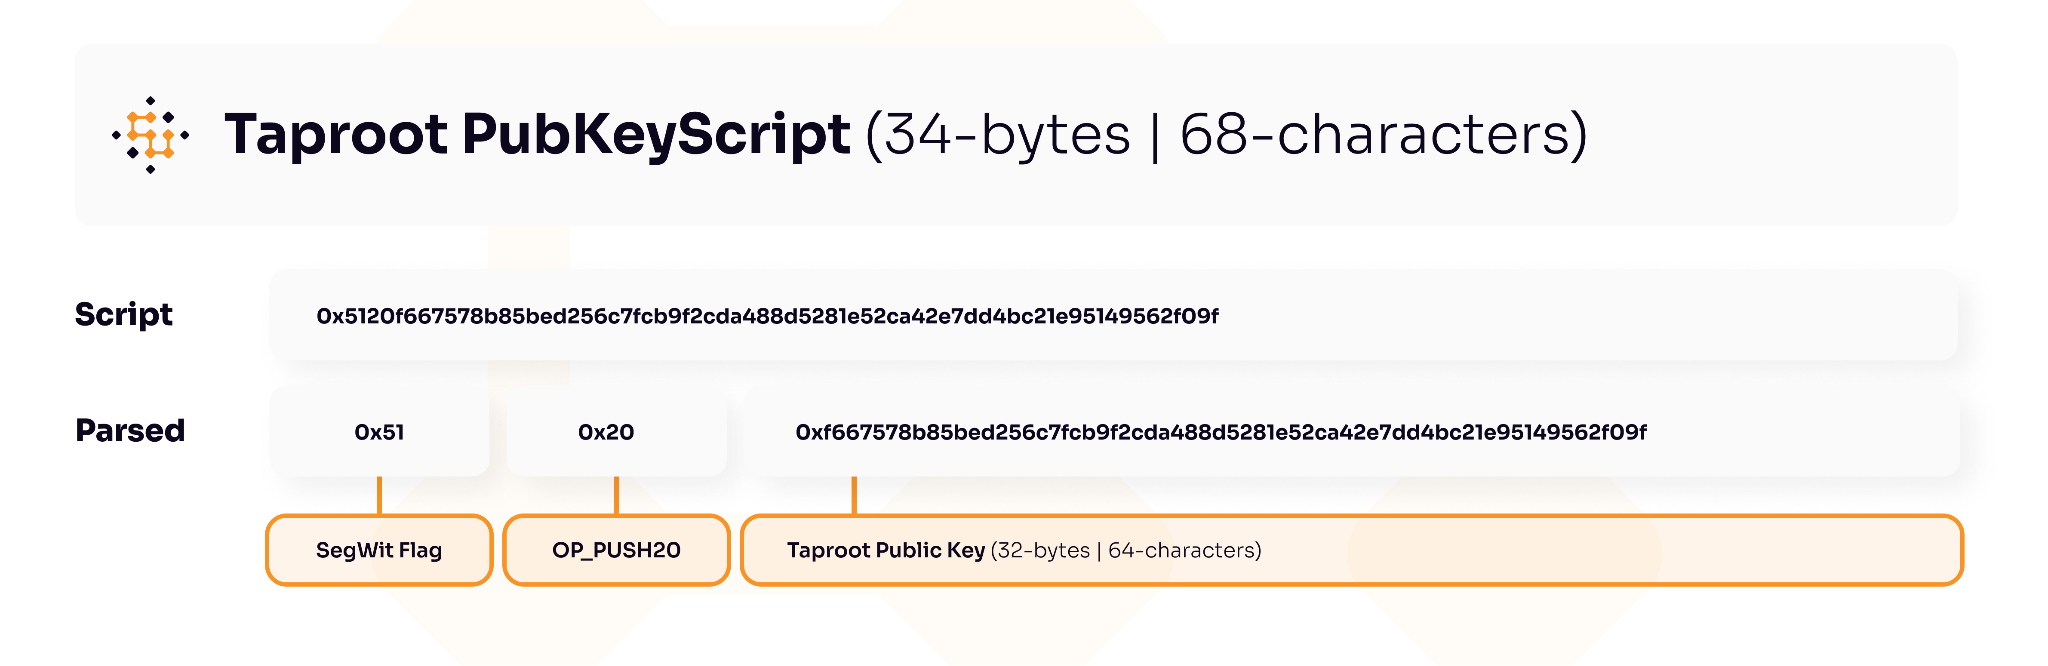 Taproot PubKeyScript (34-bytes | 68-characters)
Script
0x5120f667578b85bed256c7fcb9f2cda488d5281e52ca42e7dd4bc21e95149562f09f
Parsed
0x51
0x20
0xf667578b85bed256c7fcb9f2cda488d5281e52ca42e7dd4bc21e95149562f09f
SegWit Flag
OP_PUSH20
Taproot Public Key (32-bytes | 64-characters)